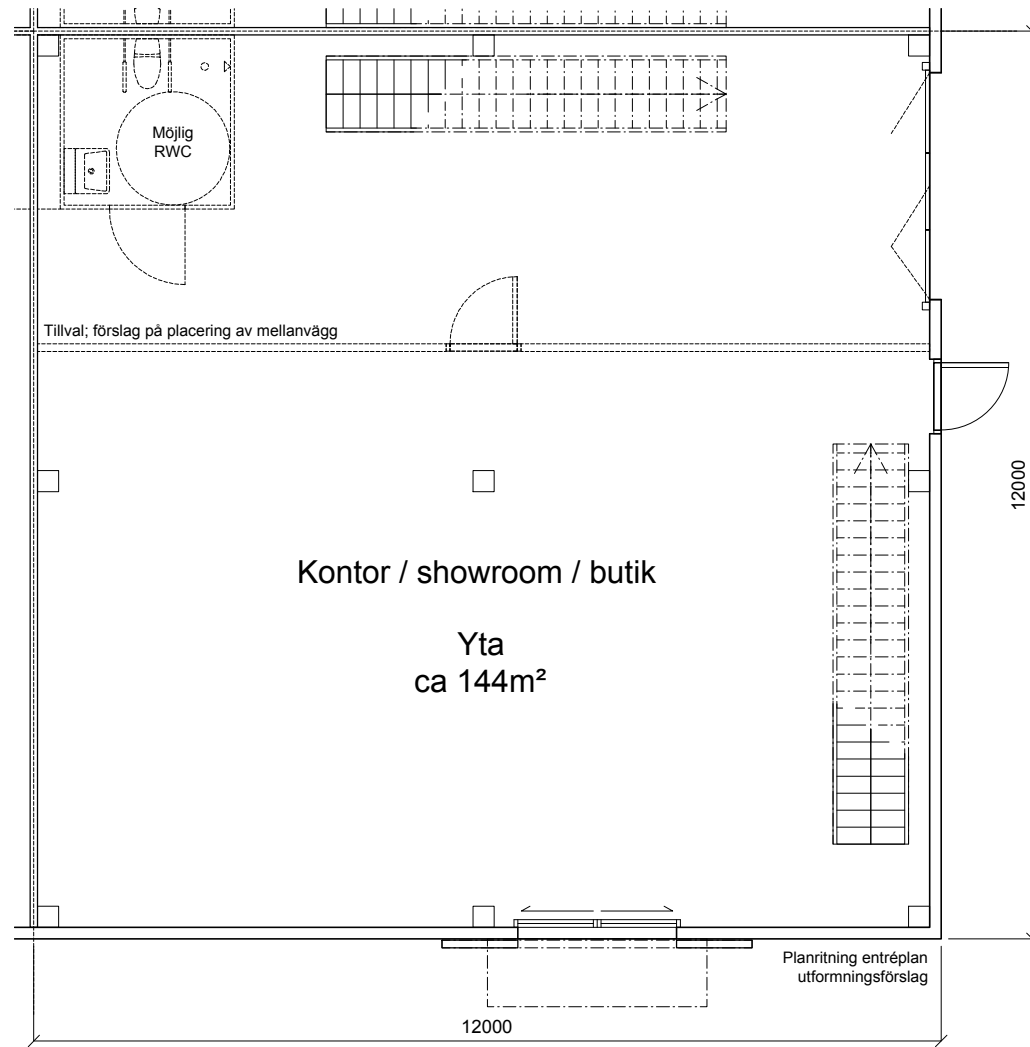 Möjlig
RWC
Tillval; förslag på placering av mellanvägg
12000
Kontor / showroom / butik
Yta
ca 144m²
Planritning entréplan
utformningsförslag
12000